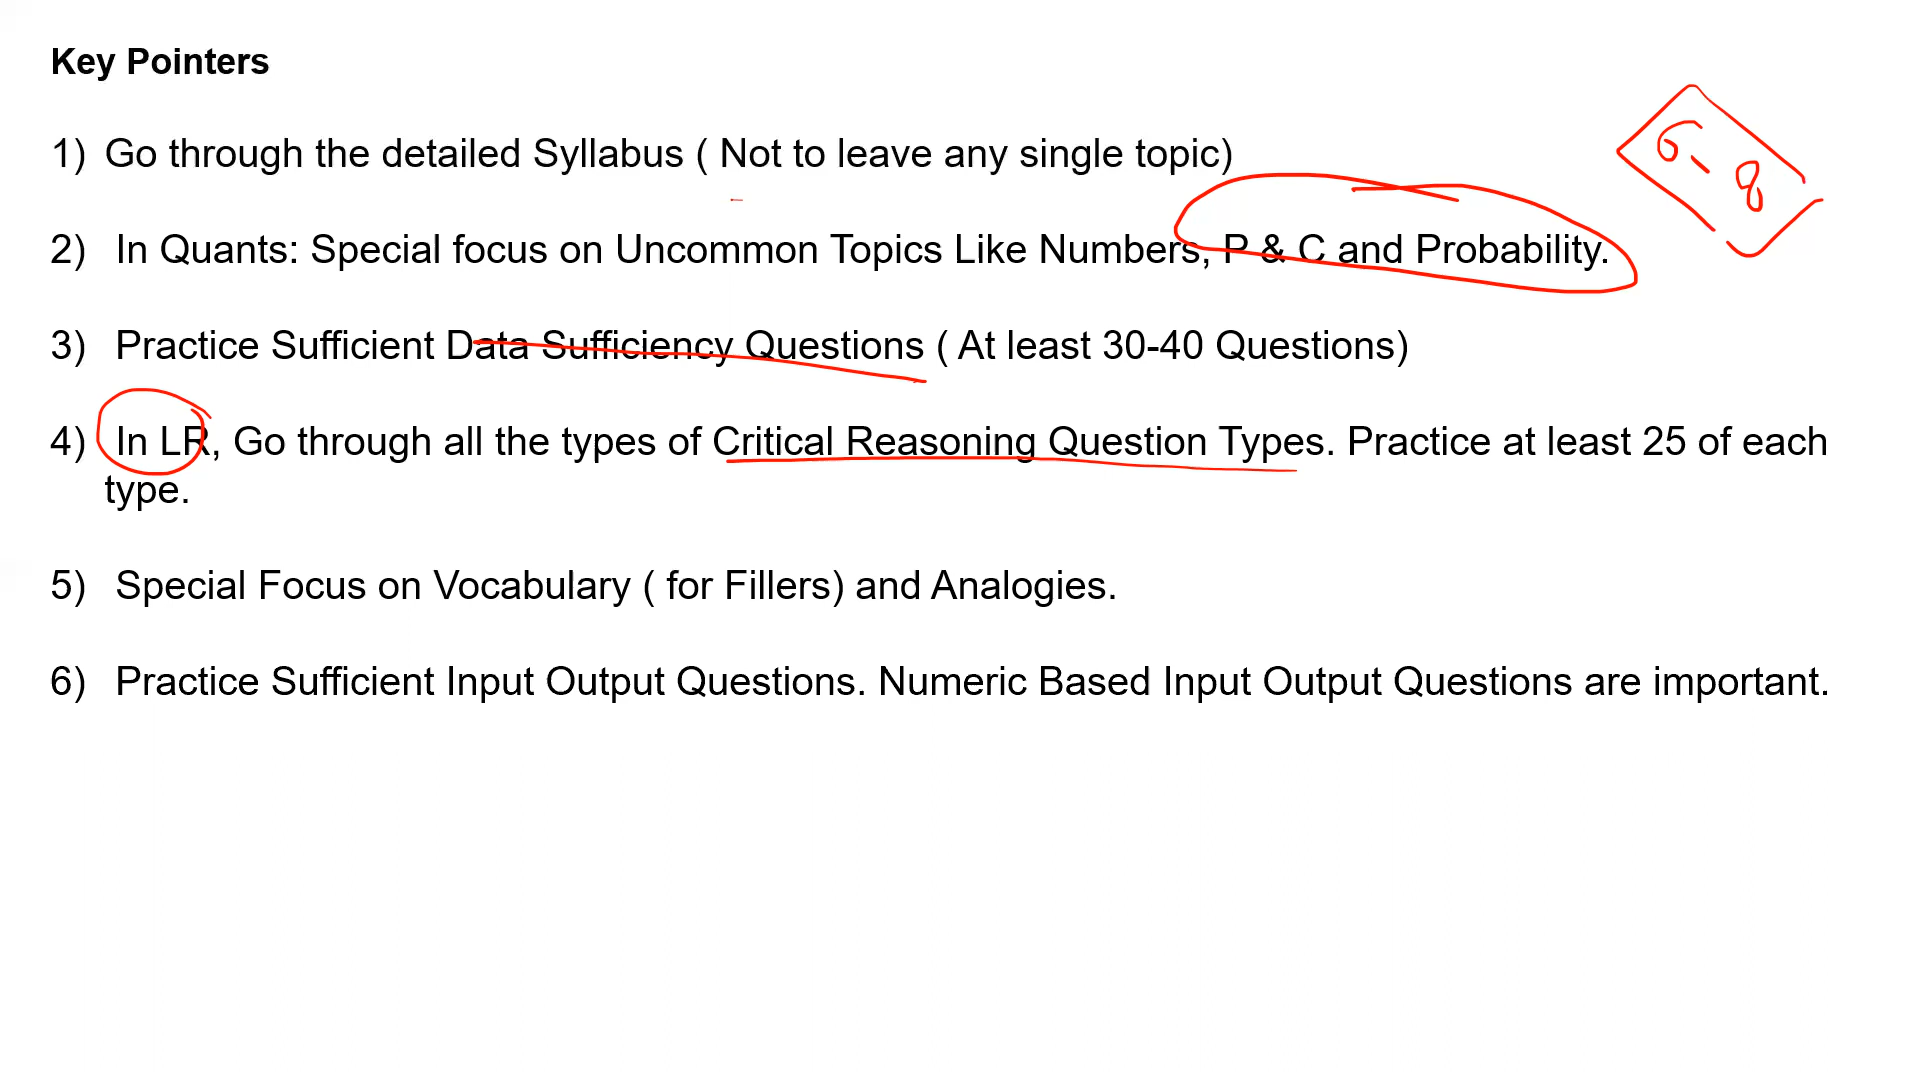 Key Pointers
1) Go through the detailed Syllabus ( Not to leave any single topic)
6-8
2) In Quants: Special focus on Uncommon Topics Like Numbers, P & C and Probability.
3) Practice Sufficient Data Sufficiency Questions ( At least 30-40 Questions)
4) In LR, Go through all the types of Critical Reasoning Question Types. Practice at least 25 of each
type.
5) Special Focus on Vocabulary ( for Fillers) and Analogies.
6) Practice Sufficient Input Output Questions. Numeric Based Input Output Questions are important.